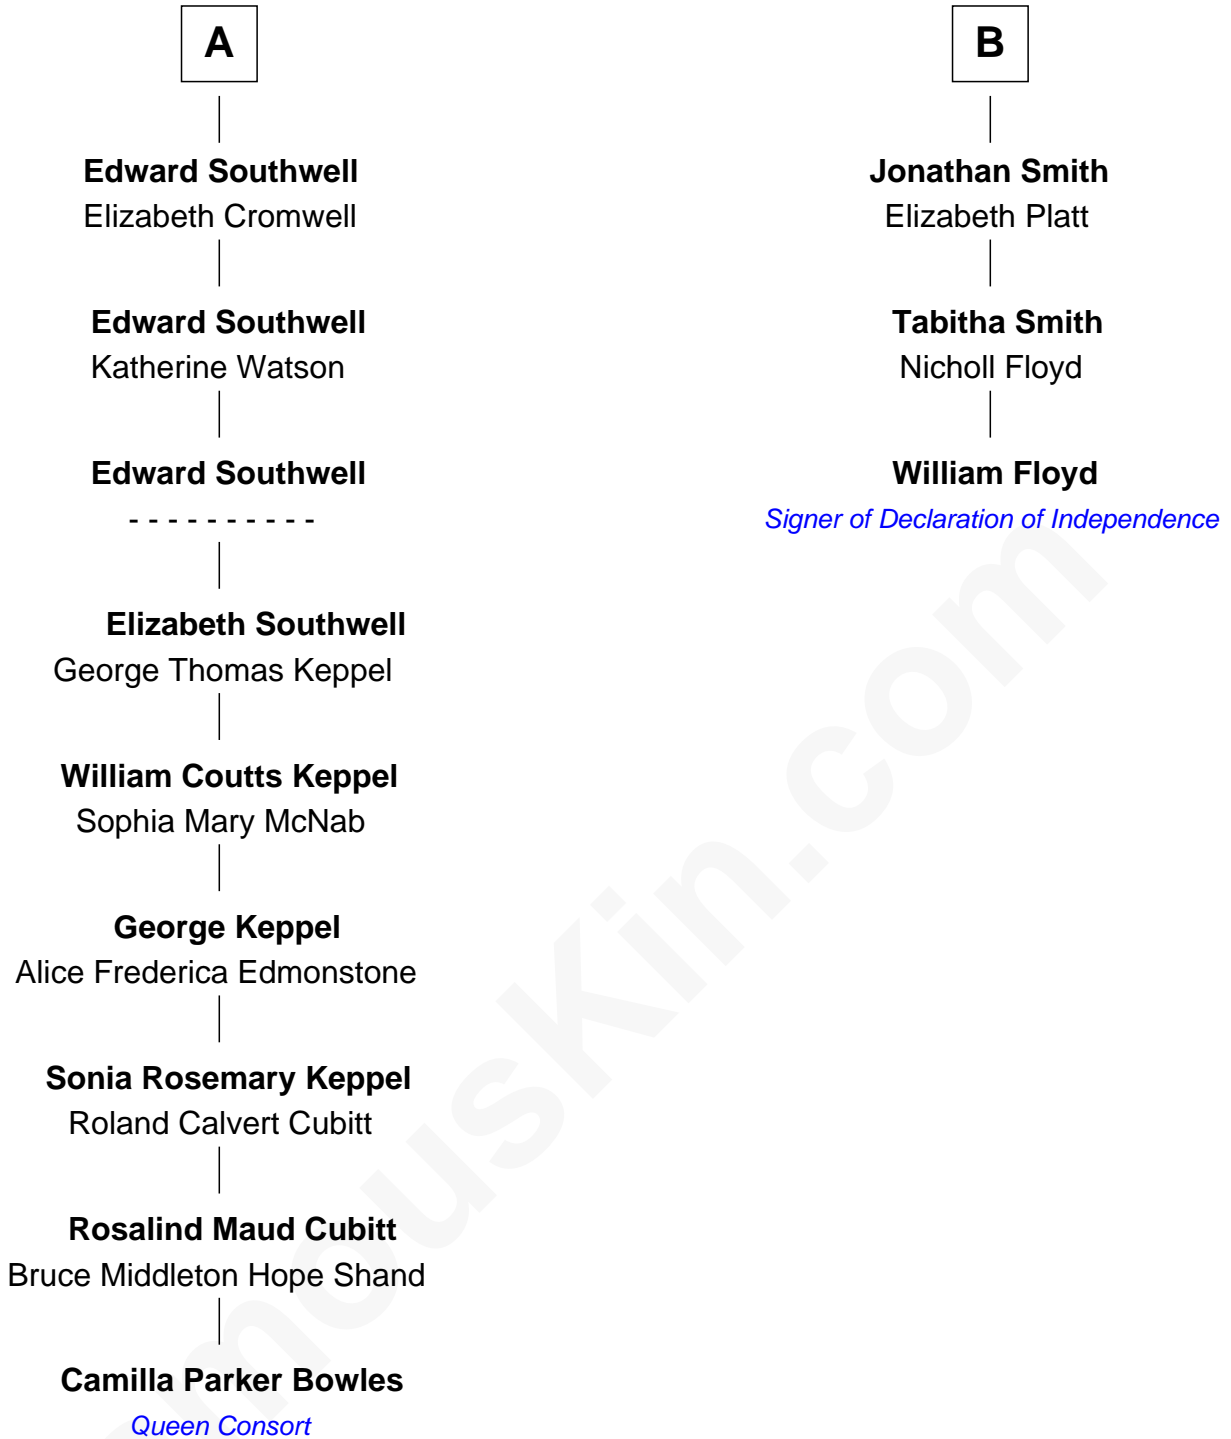 A
Edward Southwell
Elizabeth Cromwell
Edward Southwell
Katherine Watson
Edward Southwell
- - - - - - - - - -
Elizabeth Southwell
George Thomas Keppel
William Coutts Keppel
Sophia Mary McNab
George Keppel
Alice Frederica Edmonstone
Sonia Rosemary Keppel
Roland Calvert Cubitt
Rosalind Maud Cubitt
Bruce Middleton Hope Shand
Camilla Parker Bowles
Queen Consort
B
Jonathan Smith
Elizabeth Platt
Tabitha Smith
Nicholl Floyd
William Floyd
Signer of Declaration of Independence
mousKin.com